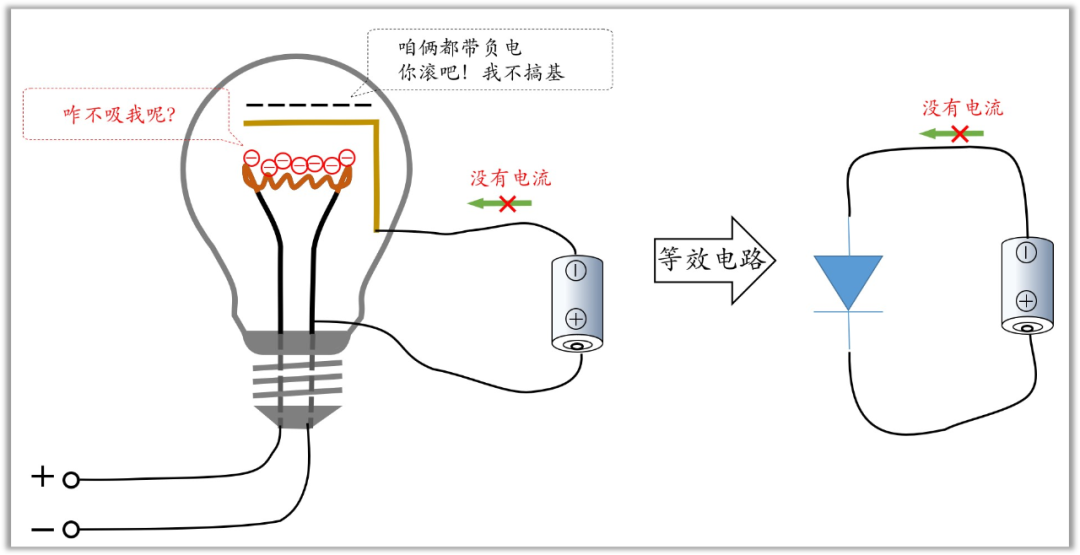 咱俩都带负电
你滚吧！我不搞基
咋不吸我呢？
没有电流
等效电路
没有电流
+
−